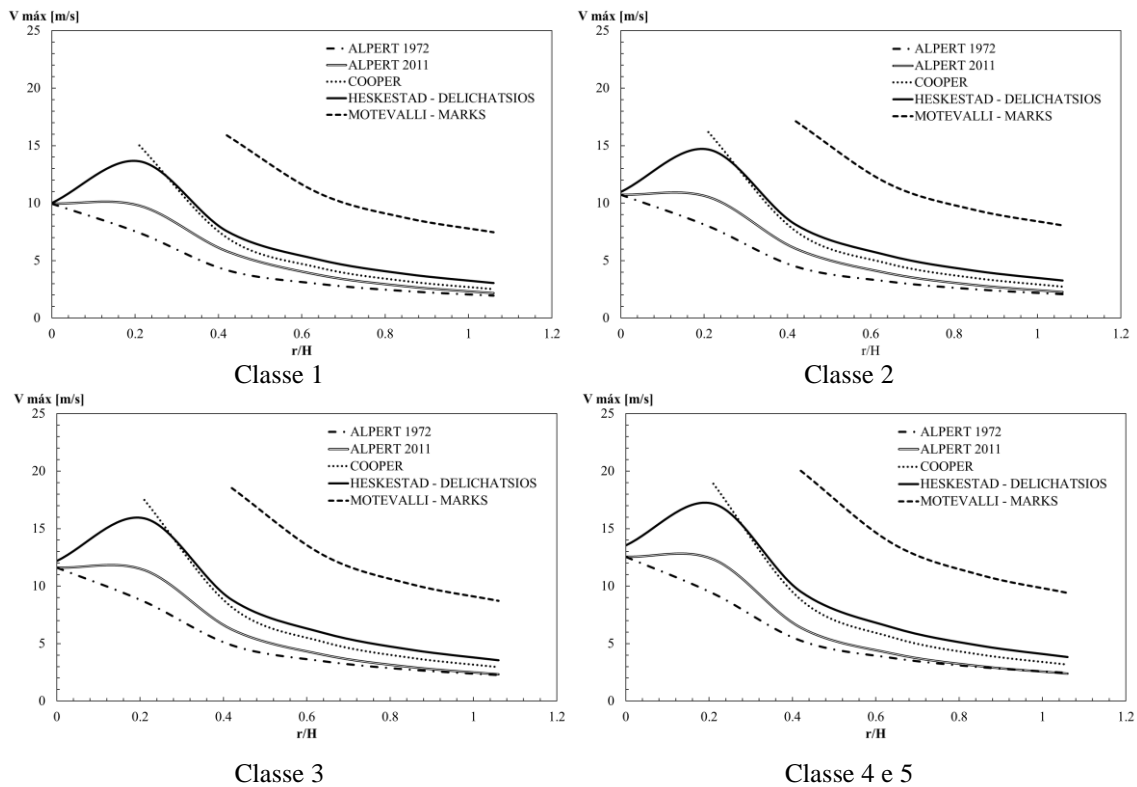 V máx [m/s]
25
20
15
10
5
0
0
0.2
0.4
0.6
0.8
1
1.2
r/H
ALPERT 1972
ALPERT 2011
COOPER
HESKESTAD - DELICHATSIOS
MOTEVALLI - MARKS
Classe 1
V máx [m/s]
25
20
15
10
5
0
0
0.2
0.4
0.6
0.8
1
1.2
r/H
ALPERT 1972
ALPERT 2011
COOPER
HESKESTAD - DELICHATSIOS
MOTEVALLI - MARKS
Classe 2
V máx [m/s]
25
20
15
10
5
0
0
0.2
0.4
0.6
0.8
1
1.2
r/H
ALPERT 1972
ALPERT 2011
COOPER
HESKESTAD - DELICHATSIOS
MOTEVALLI - MARKS
Classe 3
V máx [m/s]
25
20
15
10
5
0
0
0.2
0.4
0.6
0.8
1
1.2
r/H
ALPERT 1972
ALPERT 2011
COOPER
HESKESTAD - DELICHATSIOS
MOTEVALLI - MARKS
Classe 4 e 5